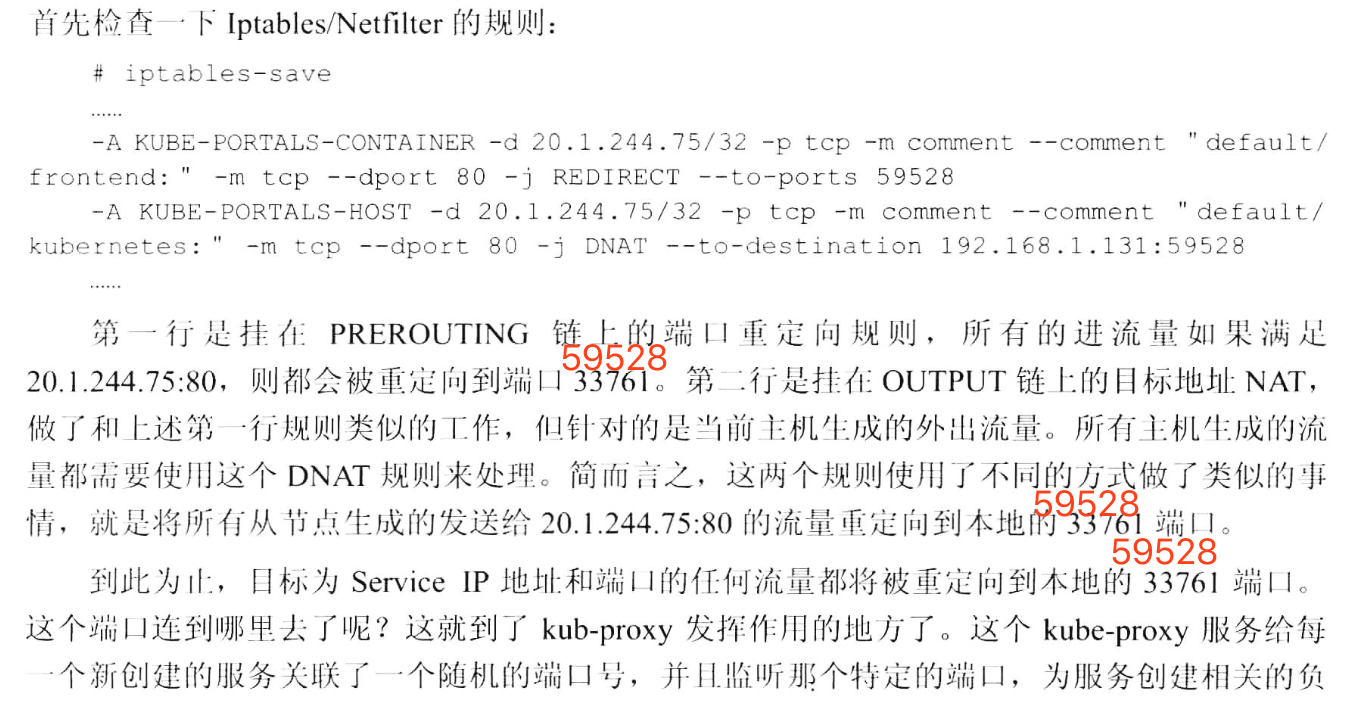 首先检查一下 Iptables/Netfilter 的规则：
# iptables-save
......
-A KUBE-PORTALS-CONTAINER -d 20.1.244.75/32 -p tcp -m comment --comment "default/
frontend:" -m tcp --dport 80 -j REDIRECT --to-ports 59528
-A KUBE-PORTALS-HOST -d 20.1.244.75/32 -p tcp -m comment --comment "default/
kubernetes:" -m tcp --dport 80 -j DNAT --to-destination 192.168.1.131:59528
......
第一行是挂在 PREROUTING 链上的端口重定向规则，所有的进流量如果满足
59528
20.1.244.75:80，则都会被重定向到端口 33761。第二行是挂在 OUTPUT 链上的目标地址 NAT，
做了和上述第一行规则类似的工作，但针对的是当前主机生成的外出流量。所有主机生成的流
量都需要使用这个 DNAT 规则来处理。简而言之，这两个规则使用了不同的方式做了类似的事
59528
情，就是将所有从节点生成的发送给 20.1.244.75:80 的流量重定向到本地的 33761 端口。
59528
到此为止，目标为 Service IP 地址和端口的任何流量都将被重定向到本地的 33761 端口。
这个端口连到哪里去了呢？这就到了 kub-proxy 发挥作用的地方了。这个 kube-proxy 服务给每
一个新创建的服务关联了一个随机的端口号，并且监听那个特定的端口，为服务创建相关的负